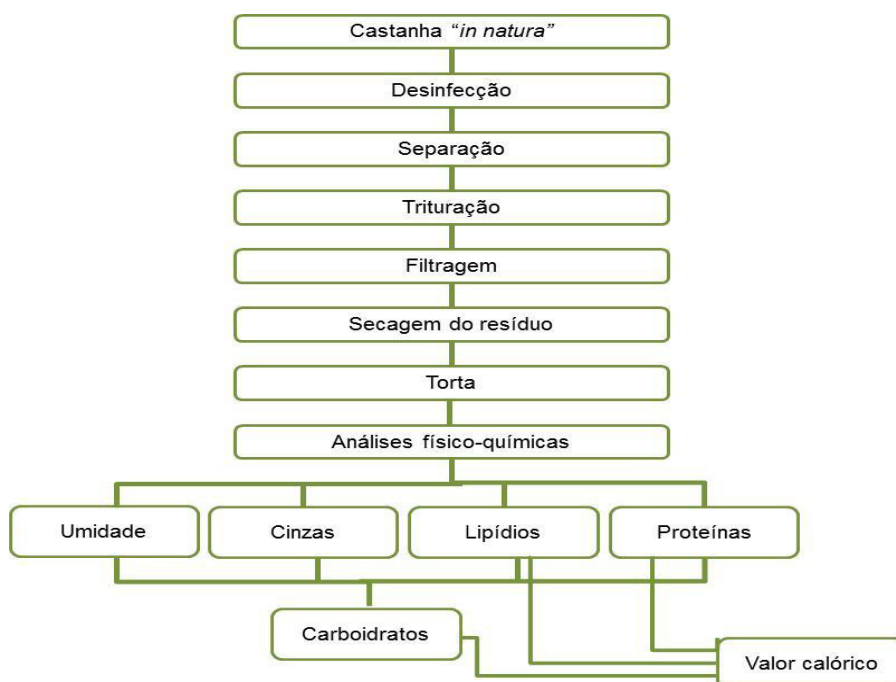 Castanha “in natura”
Desinfecção
Separação
Trituração
Filtragem
Secagem do resíduo
Torta
Análises físico-químicas
Umidade
Cinzas
Lipídios
Proteínas
Carboidratos
Valor calórico